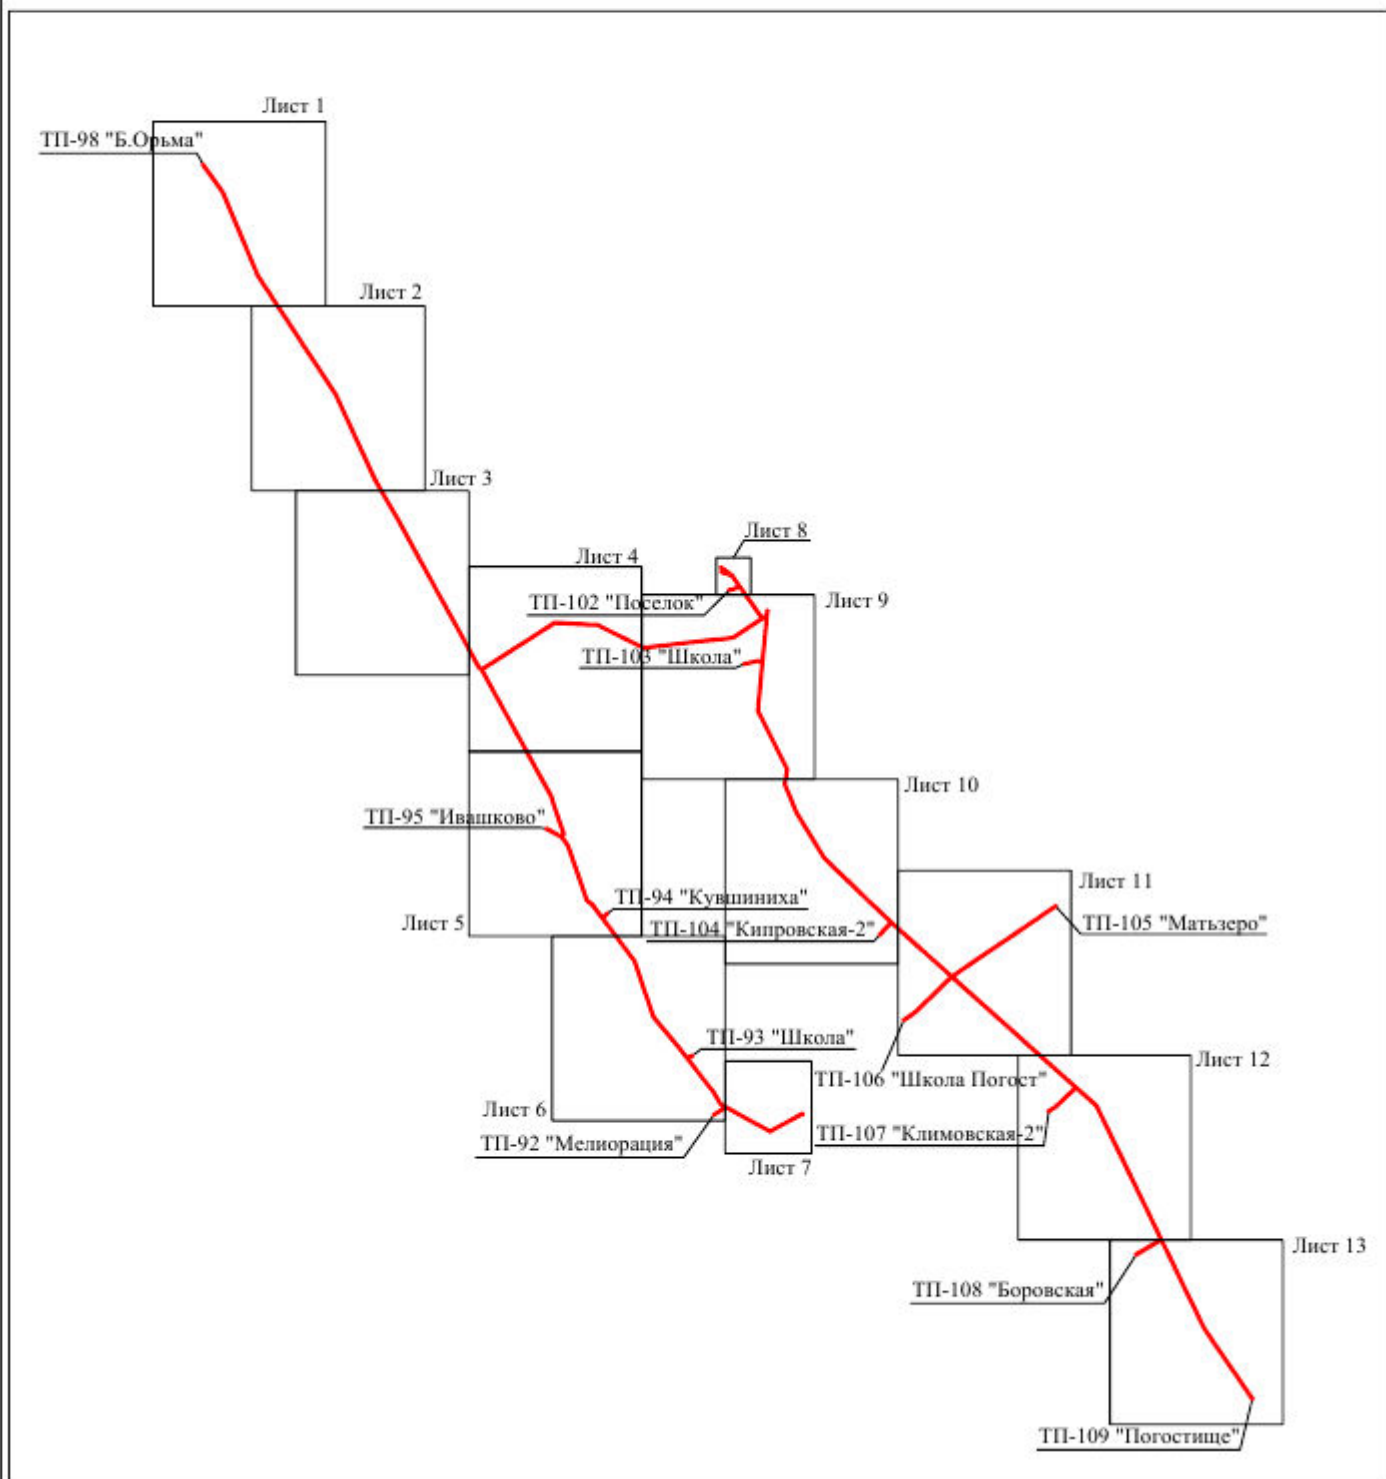 Лист 1
ТП-98 "Б.Орьма"
Лист 2
Лист 3
Лист 8
Лист 4
ТП-102 "Поселок"
Лист 9
ТП-103 "Школа"
Лист 10
ТП-95 "Ивашково"
Лист 11
ТП-94 "Кувшиниха"
Лист 5
ТП-104 "Кипровская-2"
ТП-105 "Матьзеро"
ТП-93 "Школа"
Лист 12
ТП-106 "Школа Погост"
Лист 6
ТП-107 "Климовская-2"
ТП-92 "Мелиорация"
Лист 7
Лист 13
ТП-108 "Боровская"
ТП-109 "Погостище"